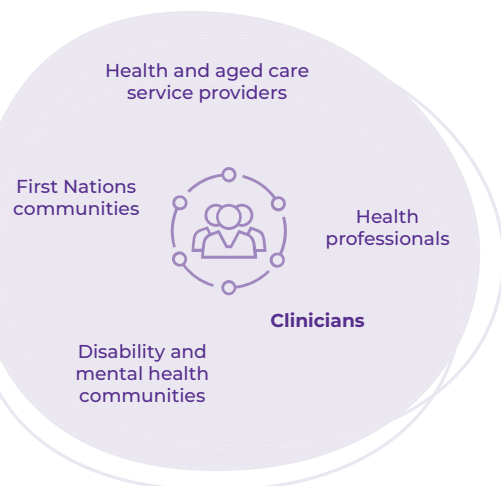 Health and aged care
service providers
First Nations
communities
Health
professionals
Clinicians
Disability and
mental health
communities